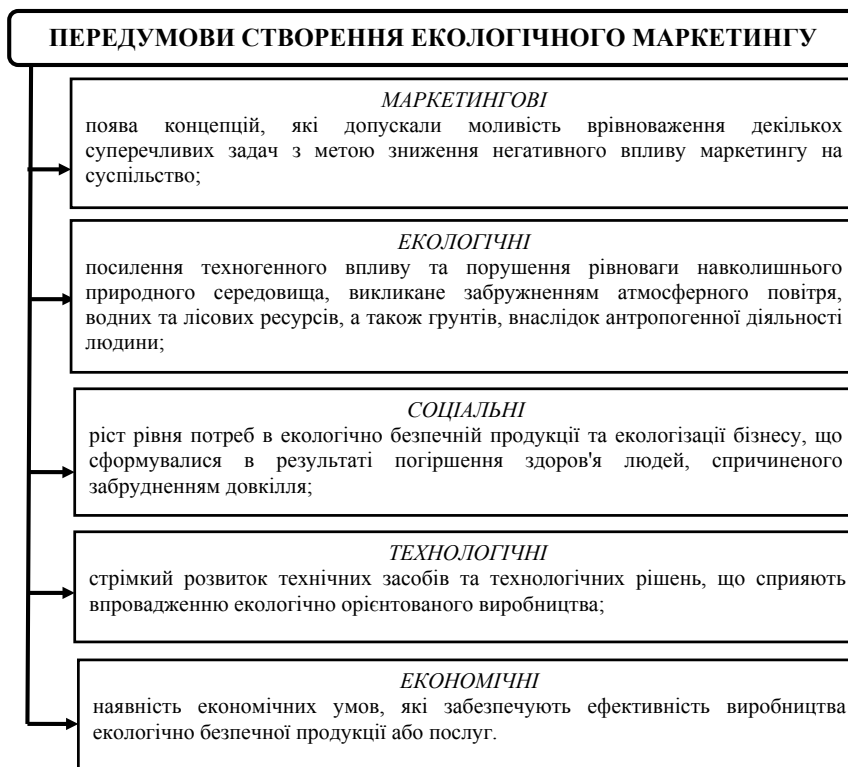 ПЕРЕДУМОВИ СТВОРЕННЯ ЕКОЛОГІЧНОГО МАРКЕТИНГУ
МАРКЕТИНГОВІ
поява концепцій, які допускали моливість врівноваження декількох
суперечливих задач з метою зниження негативного впливу маркетингу на
суспільство;
ЕКОЛОГІЧНІ
посилення техногенного впливу та порушення рівноваги навколишнього
природного середовища, викликане забружненням атмосферного повітря,
водних та лісових ресурсів, а також грунтів, внаслідок антропогенної діяльності
людини;
СОЦІАЛЬНІ
ріст рівня потреб в екологічно безпечній продукції та екологізації бізнесу, що
сформувалися в результаті погіршення здоров'я людей, спричиненого
забрудненням довкілля;
ТЕХНОЛОГІЧНІ
стрімкий розвиток технічних засобів та технологічних рішень, що сприяють
впровадженню екологічно орієнтованого виробництва;
ЕКОНОМІЧНІ
наявність економічних умов, які забезпечують ефективність виробництва
екологічно безпечної продукції або послуг.